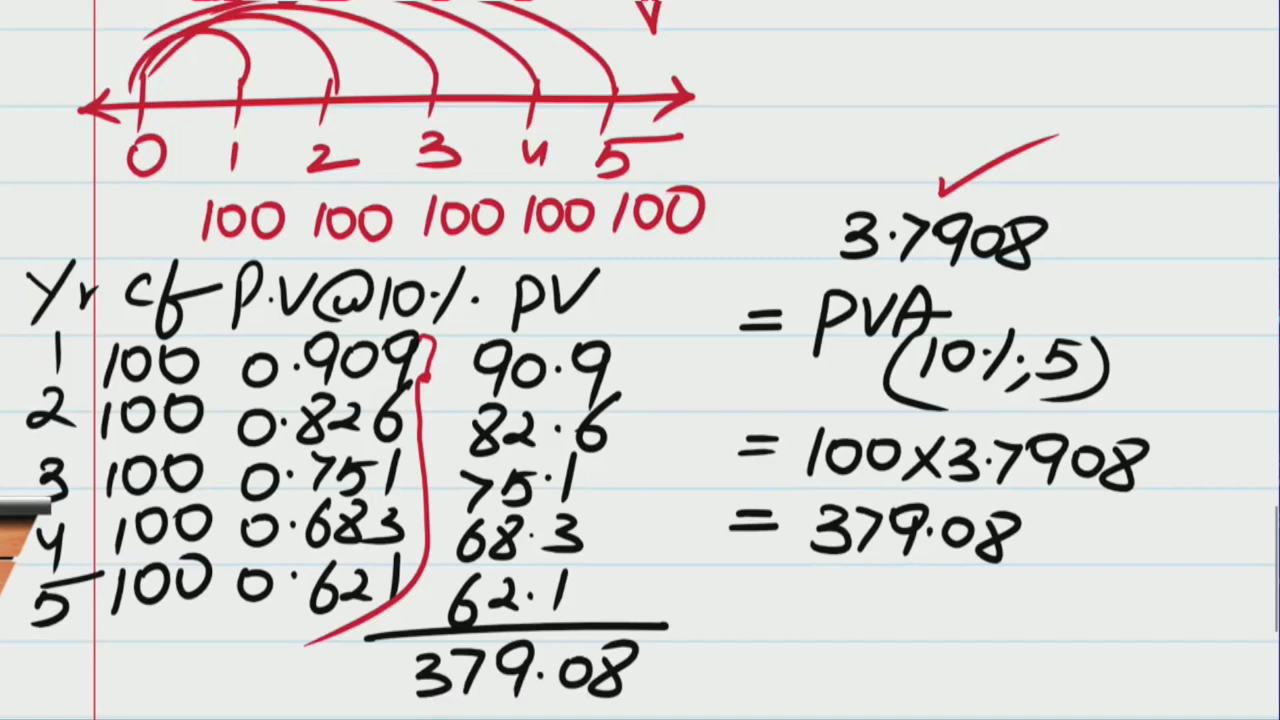 0 1 2 3 4 5
100 100 100 100 100
Yr Cf P.V@10% PV
1 100 0.909 90.9
2 100 0.826 82.6
3 100 0.751 75.1
4 100 0.683 68.3
5 100 0.621 62.1
379.08
3.7908
= PVA
(10%, 5)
= 100x3.7908
= 379.08